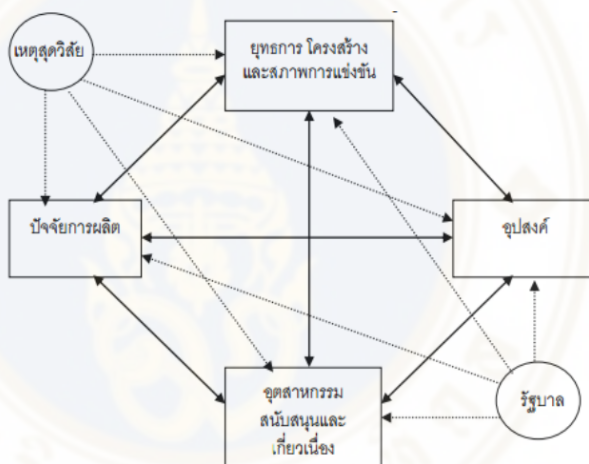 เหตุสุดวิสัย
ยุทธการ โครงสร้าง
และสภาพการแข่งขัน
ปัจจัยการผลิต
อุปสงค์
อุตสาหกรรม
สนับสนุนและ
เกี่ยวเนื่อง
รัฐบาล